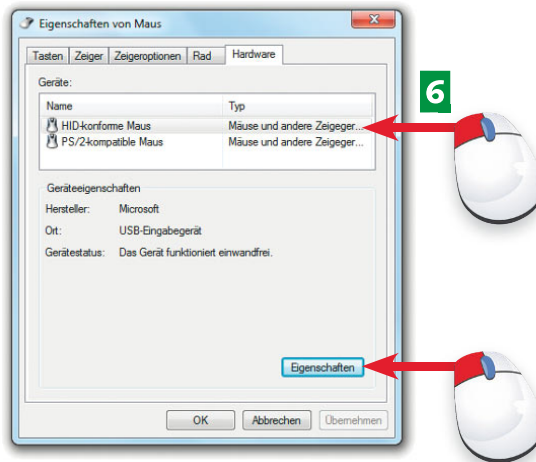 Eigenschaften von Maus
Tasten Zeiger Zeigeroptionen Rad Hardware
Geräte:
Name Typ
HID-konforme Maus Mäuse und andere Zeigeger...
PS/2-kompatible Maus Mäuse und andere Zeigeger...
6
Geräteeigenschaften
Hersteller: Microsoft
Ort: USB-Eingabegerät
Gerätestatus: Das Gerät funktioniert einwandfrei.
Eigenschaften
OK Abbrechen Übernehmen